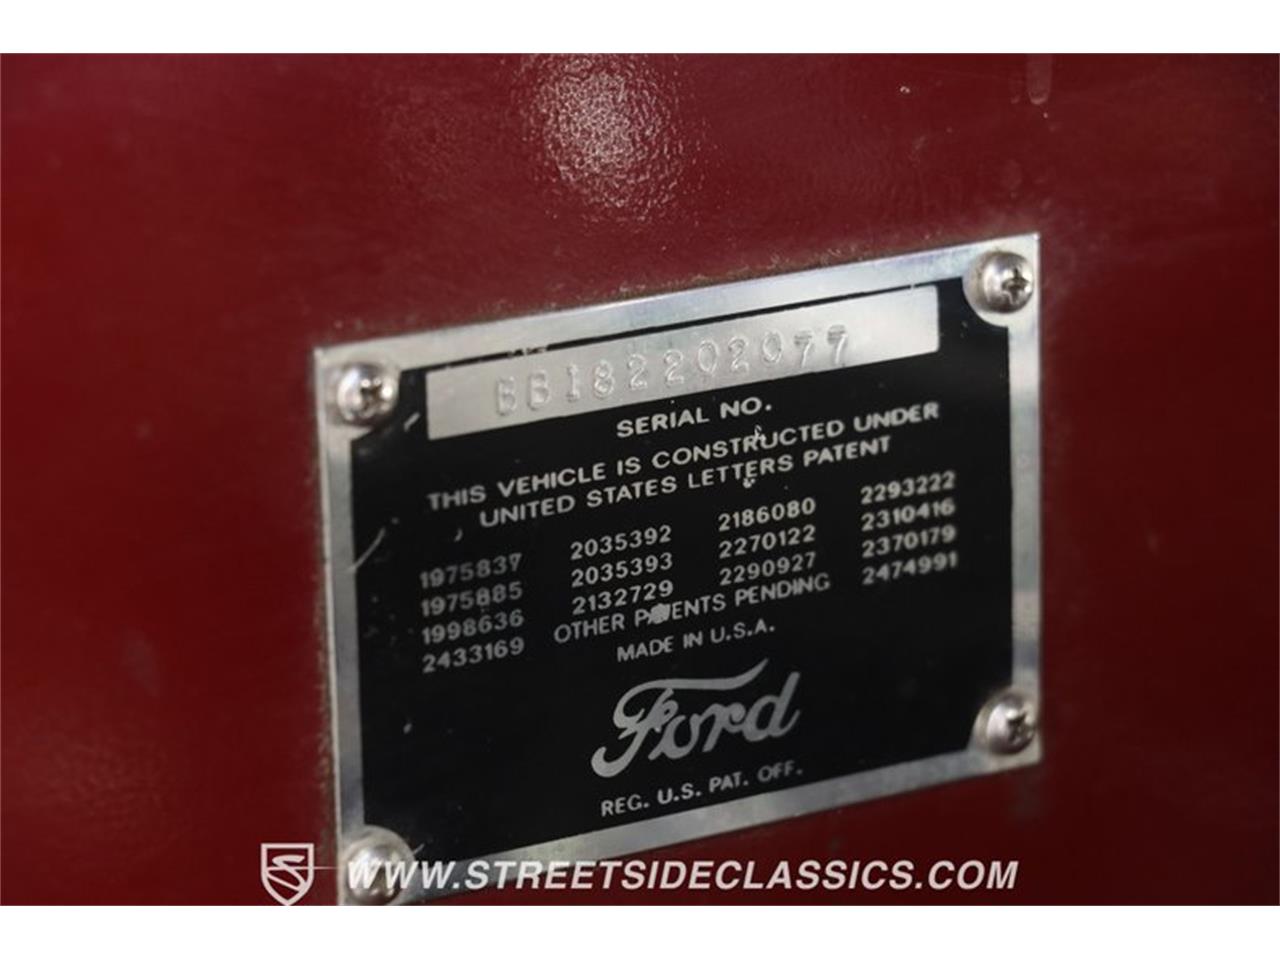 BB182202077
SERIAL NO.
THIS VEHICLE IS CONSTRUCTED UNDER
UNITED STATES LETTERS PATENT
1975837 2035392 2186080 2293222
1975885 2035393 2270122 2310416
1998636 2132729 2290927 2370179
2433169 OTHER PATENTS PENDING 2474991
MADE IN U.S.A.
Ford
REG. U.S. PAT. OFF.
WWW.STREETSIDECLASSICS.COM